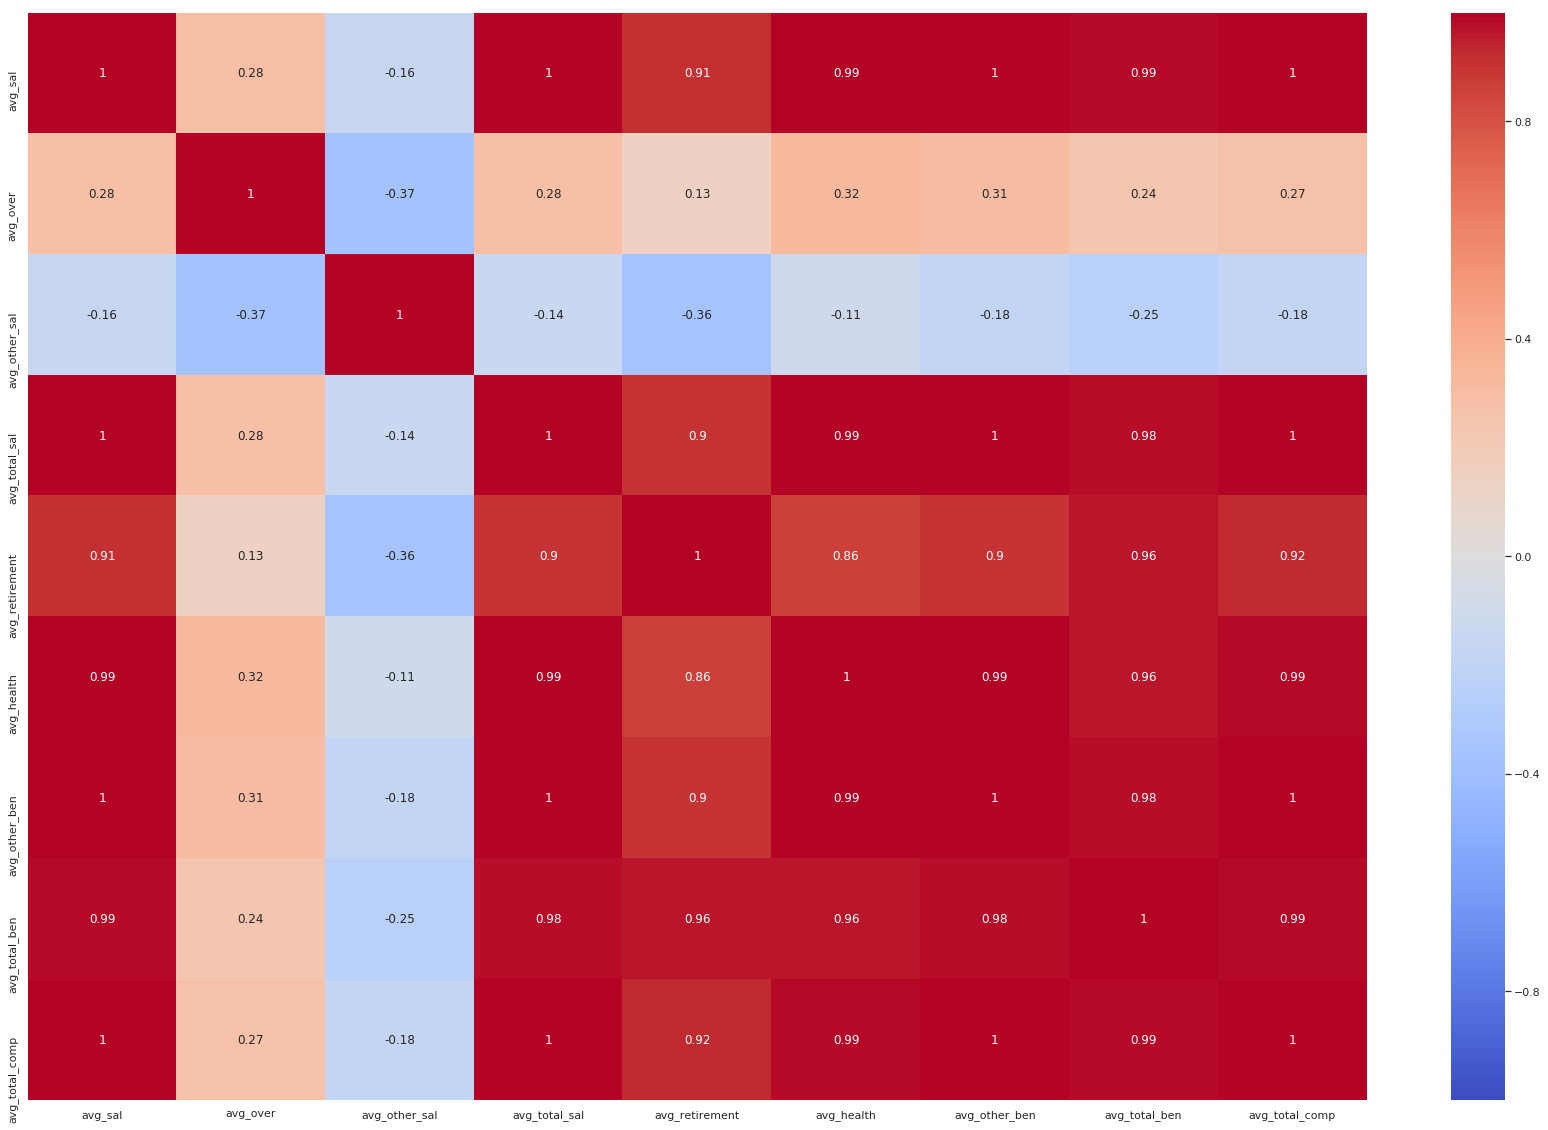 avg_sal 1 0.28 -0.16 1 0.91 0.99 1 0.99 1
avg_over 0.28 1 -0.37 0.28 0.13 0.32 0.31 0.24 0.27
avg_other_sal -0.16 -0.37 1 -0.14 -0.36 -0.11 -0.18 -0.25 -0.18
avg_total_sal 1 0.28 -0.14 1 0.9 0.99 1 0.98 1
avg_retirement 0.91 0.13 -0.36 0.9 1 0.86 0.9 0.96 0.92
avg_health 0.99 0.32 -0.11 0.99 0.86 1 0.99 0.96 0.99
avg_other_ben 1 0.31 -0.18 1 0.9 0.99 1 0.98 1
avg_total_ben 0.99 0.24 -0.25 0.98 0.96 0.96 0.98 1 0.99
avg_total_comp 1 0.27 -0.18 1 0.92 0.99 1 0.99 1
avg_sal avg_over avg_other_sal avg_total_sal avg_retirement avg_health avg_other_ben avg_total_ben avg_total_comp
0.8
0.4
0.0
−0.4
−0.8